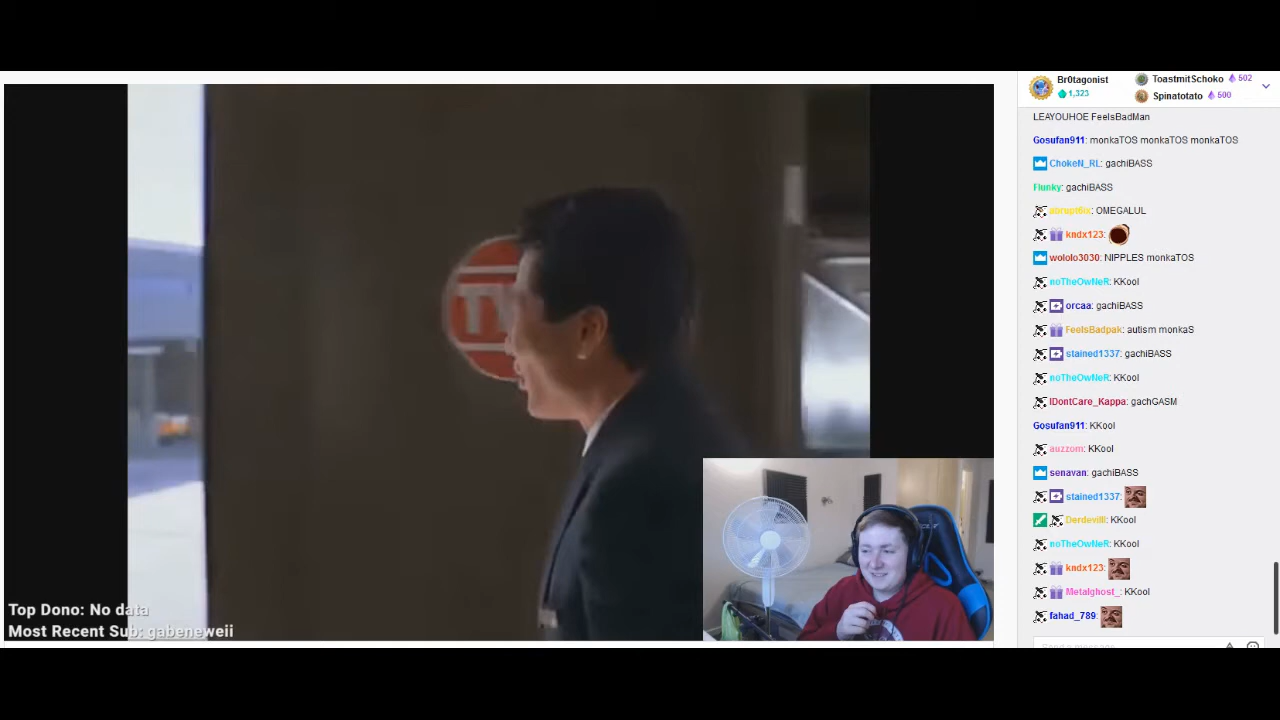 Br0tagonist
1,323
ToastmitSchoko 502
Spinatotato 500
LEAYOUHOE FeelsBadMan
Gosufan911: monkaTOS monkaTOS monkaTOS
ChokeN_RL: gachiBASS
Flunky: gachiBASS
OMEGALUL
kndx123:
wololo3030: NIPPLES monkaTOS
noTheOwNeR: KKool
orcaa: gachiBASS
FeelsBadpak: autism monkaS
stained1337: gachiBASS
noTheOwNeR: KKool
IDontCare_Kappa: gachGASM
Gosufan911: KKool
auzzom: KKool
senavan: gachiBASS
stained1337:
Derdevilll: KKool
noTheOwNeR: KKool
kndx123:
Metalghost_: KKool
fahad_789:
Send a message
Top Dono: No data
Most Recent Sub: gabeneweii